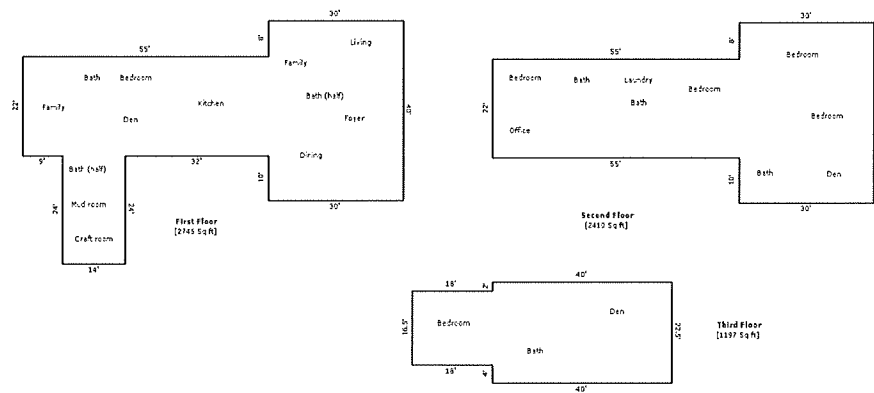 30'
Living
8'
55'
Family
Bath
Bedroom
Kitchen
Bath (half)
22'
Family
40'
Foyer
Den
Dining
9'
32'
Bath (half)
10'
30'
24'
Mud room
24'
First Floor
[2745 Sq ft]
Craft room
14'
30'
8'
55'
Bedroom
Bedroom
Bath
Laundry
Bedroom
Bath
22'
Bedroom
Office
55'
Bath
Den
10'
30'
Second Floor
[2410 Sq ft]
40'
18'
2'
Den
Bedroom
16.5'
22.5'
Third Floor
[1197 Sq ft]
Bath
18'
4'
40'